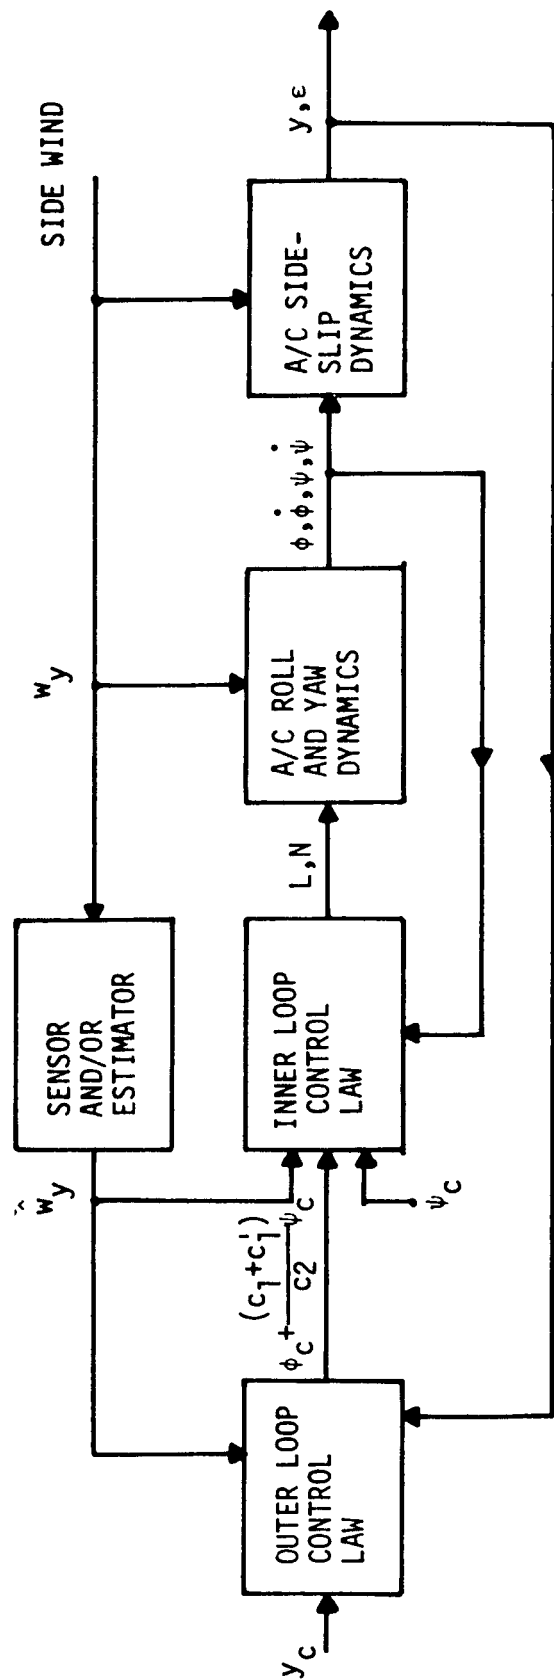 SIDE WIND
w_y
ŵ_y
SENSOR
AND/OR
ESTIMATOR
y_c
OUTER LOOP
CONTROL
LAW
ϕ_c + (c_1+c_1')/c2 ψ_c
ψ_c
INNER LOOP
CONTROL
LAW
L,N
A/C ROLL
AND YAW
DYNAMICS
ϕ,ϕ̇,ψ,ψ̇
A/C SIDE-
SLIP
DYNAMICS
y,ε